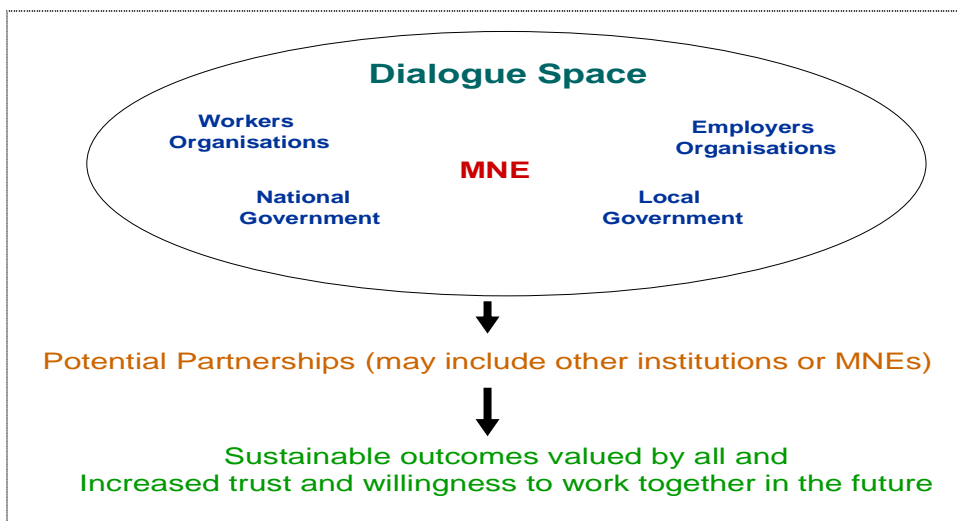 Dialogue Space
Workers
Organisations
Employers
Organisations
MNE
National
Government
Local
Government
Potential Partnerships (may include other institutions or MNEs)
Sustainable outcomes valued by all and
Increased trust and willingness to work together in the future